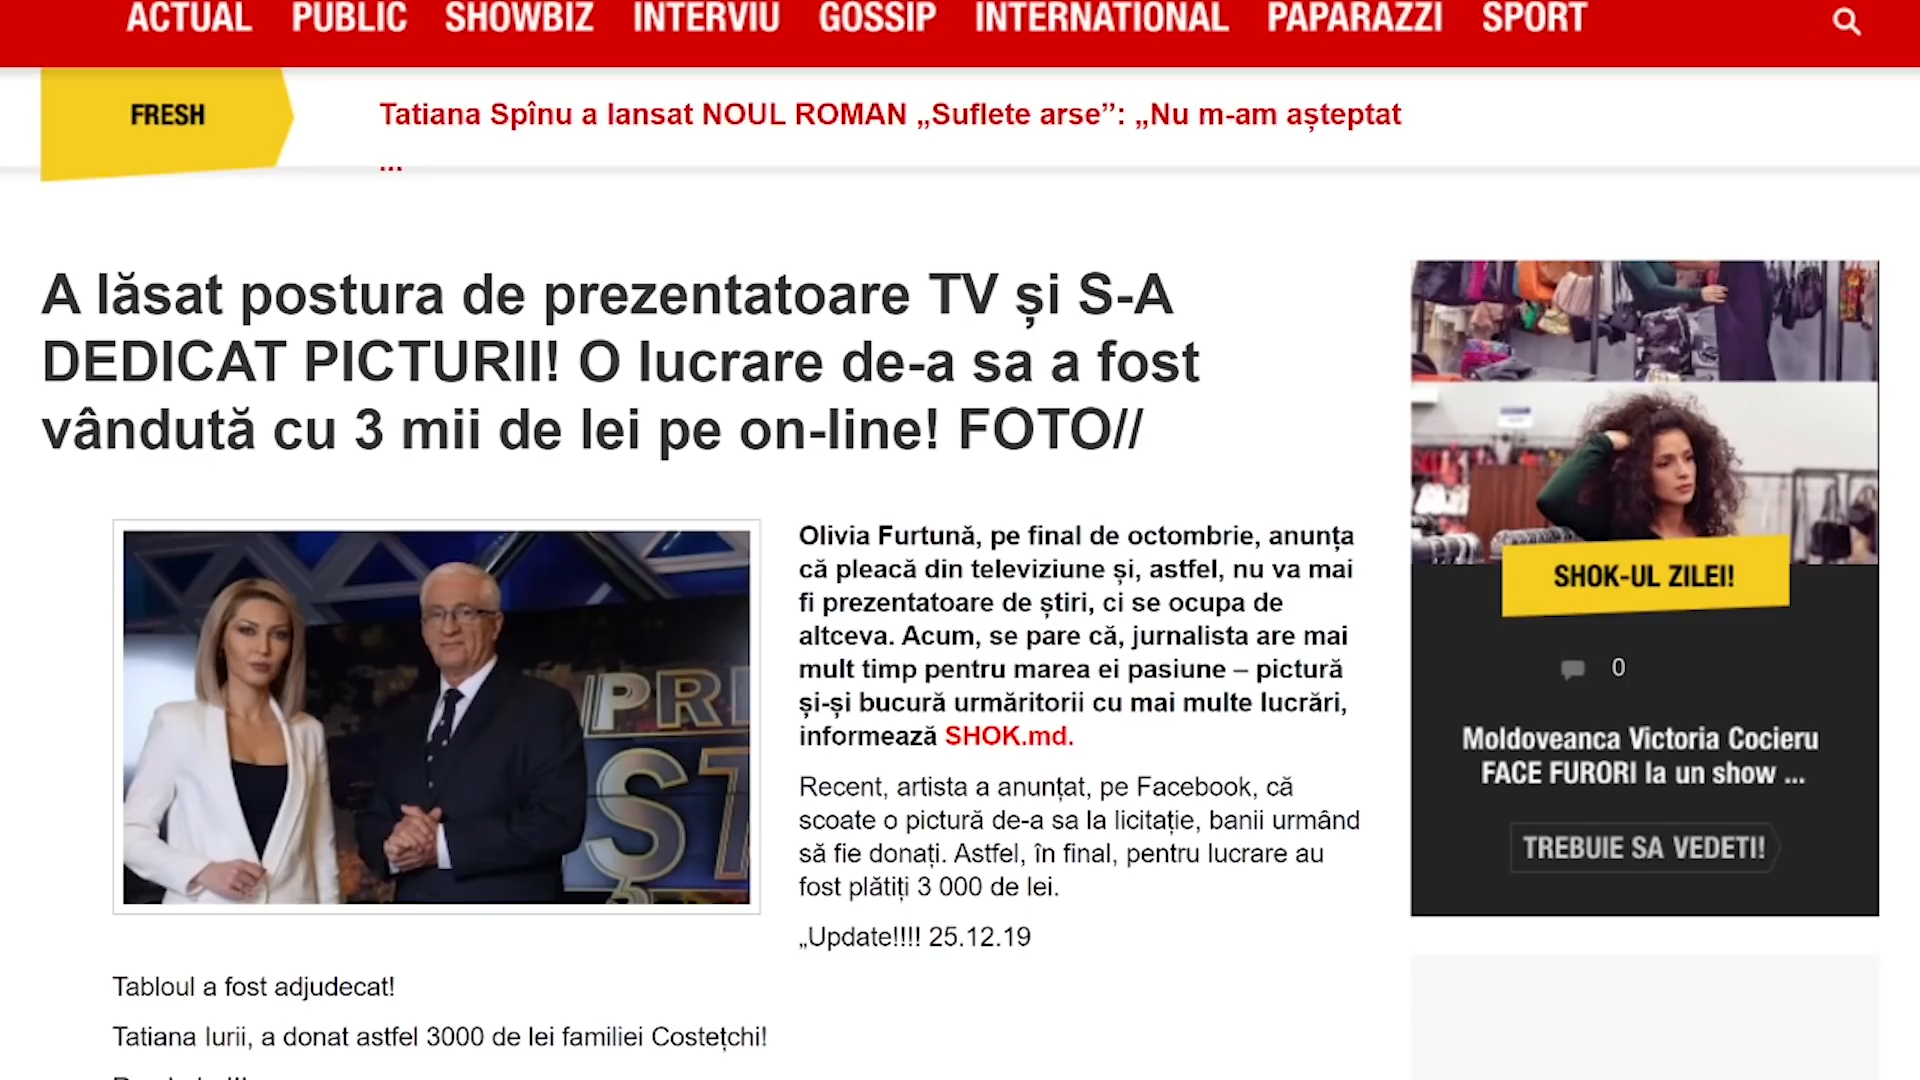 ACTUAL PUBLIC SHOWBIZ INTERVIU GOSSIP INTERNATIONAL PAPARAZZI SPORT
FRESH
Tatiana Spînu a lansat NOUL ROMAN „Suflete arse”: „Nu m-am așteptat
...
A lăsat postura de prezentatoare TV și S-A
DEDICAT PICTURII! O lucrare de-a sa a fost
vândută cu 3 mii de lei pe on-line! FOTO//
PRI
ȘT
Olivia Furtună, pe final de octombrie, anunța
că pleacă din televiziune și, astfel, nu va mai
fi prezentatoare de știri, ci se ocupa de
altceva. Acum, se pare că, jurnalista are mai
mult timp pentru marea ei pasiune – pictură
și-și bucură urmăritorii cu mai multe lucrări,
informează SHOK.md.
Recent, artista a anunțat, pe Facebook, că
scoate o pictură de-a sa la licitație, banii urmând
să fie donați. Astfel, în final, pentru lucrare au
fost plătiți 3 000 de lei.
„Update!!!! 25.12.19
Tabloul a fost adjudecat!
Tatiana Iurii, a donat astfel 3000 de lei familiei Costețchi!
SHOK-UL ZILEI!
0
Moldoveanca Victoria Cocieru
FACE FURORI la un show ...
TREBUIE SA VEDETI!